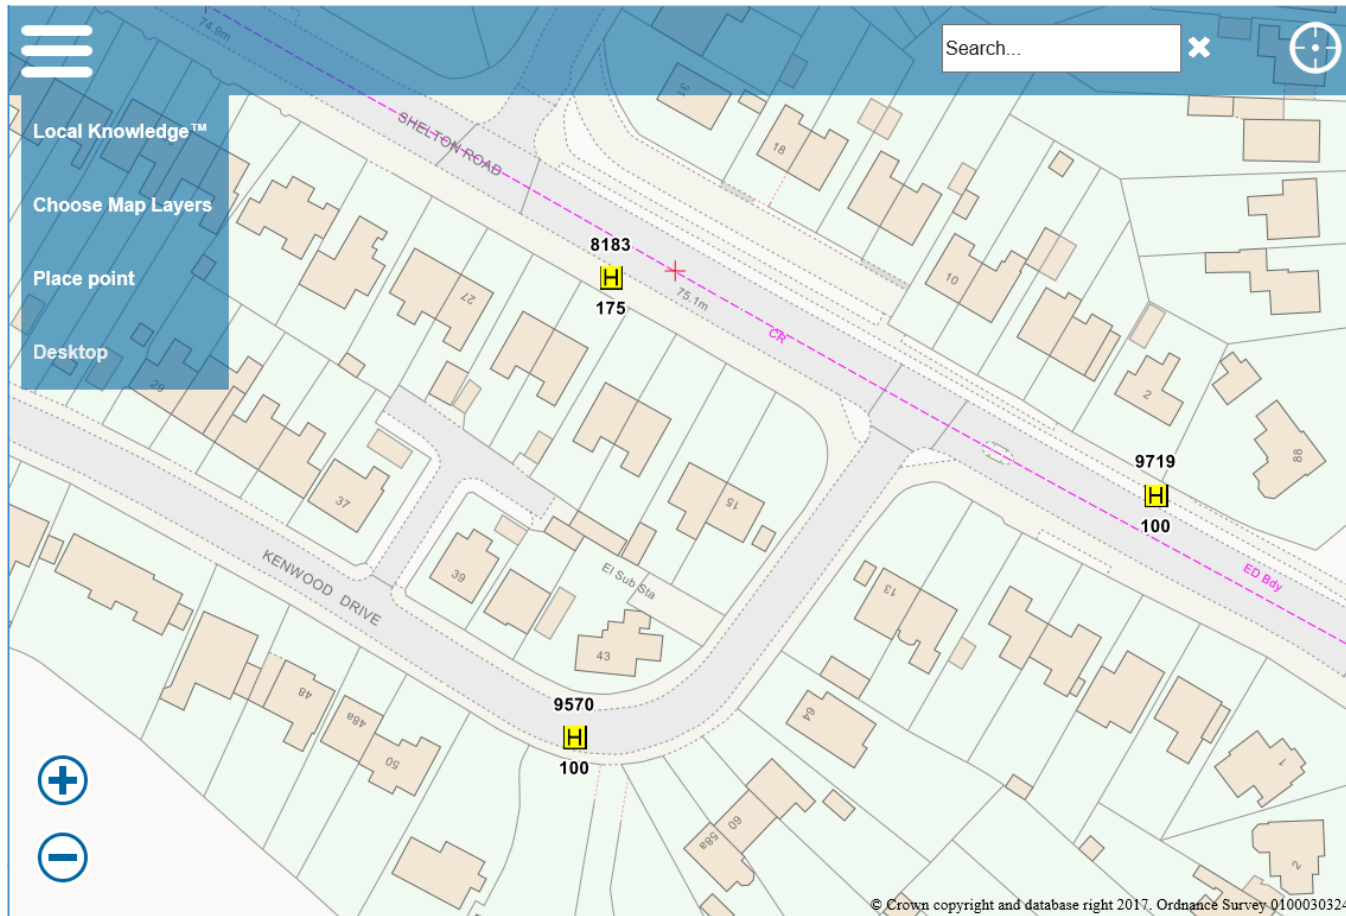 74.9m
Search...
Local Knowledge™
Choose Map Layers
Place point
Desktop
SHELTON ROAD
31
18
8183
H
175
75.1m
CR
10
27
2
29
88
9719
H
100
37
15
ED Bdy
KENWOOD DRIVE
39
El Sub Sta
13
43
48
9570
H
100
48a
50
64
1
60
58a
2
© Crown copyright and database right 2017. Ordnance Survey 0100030324